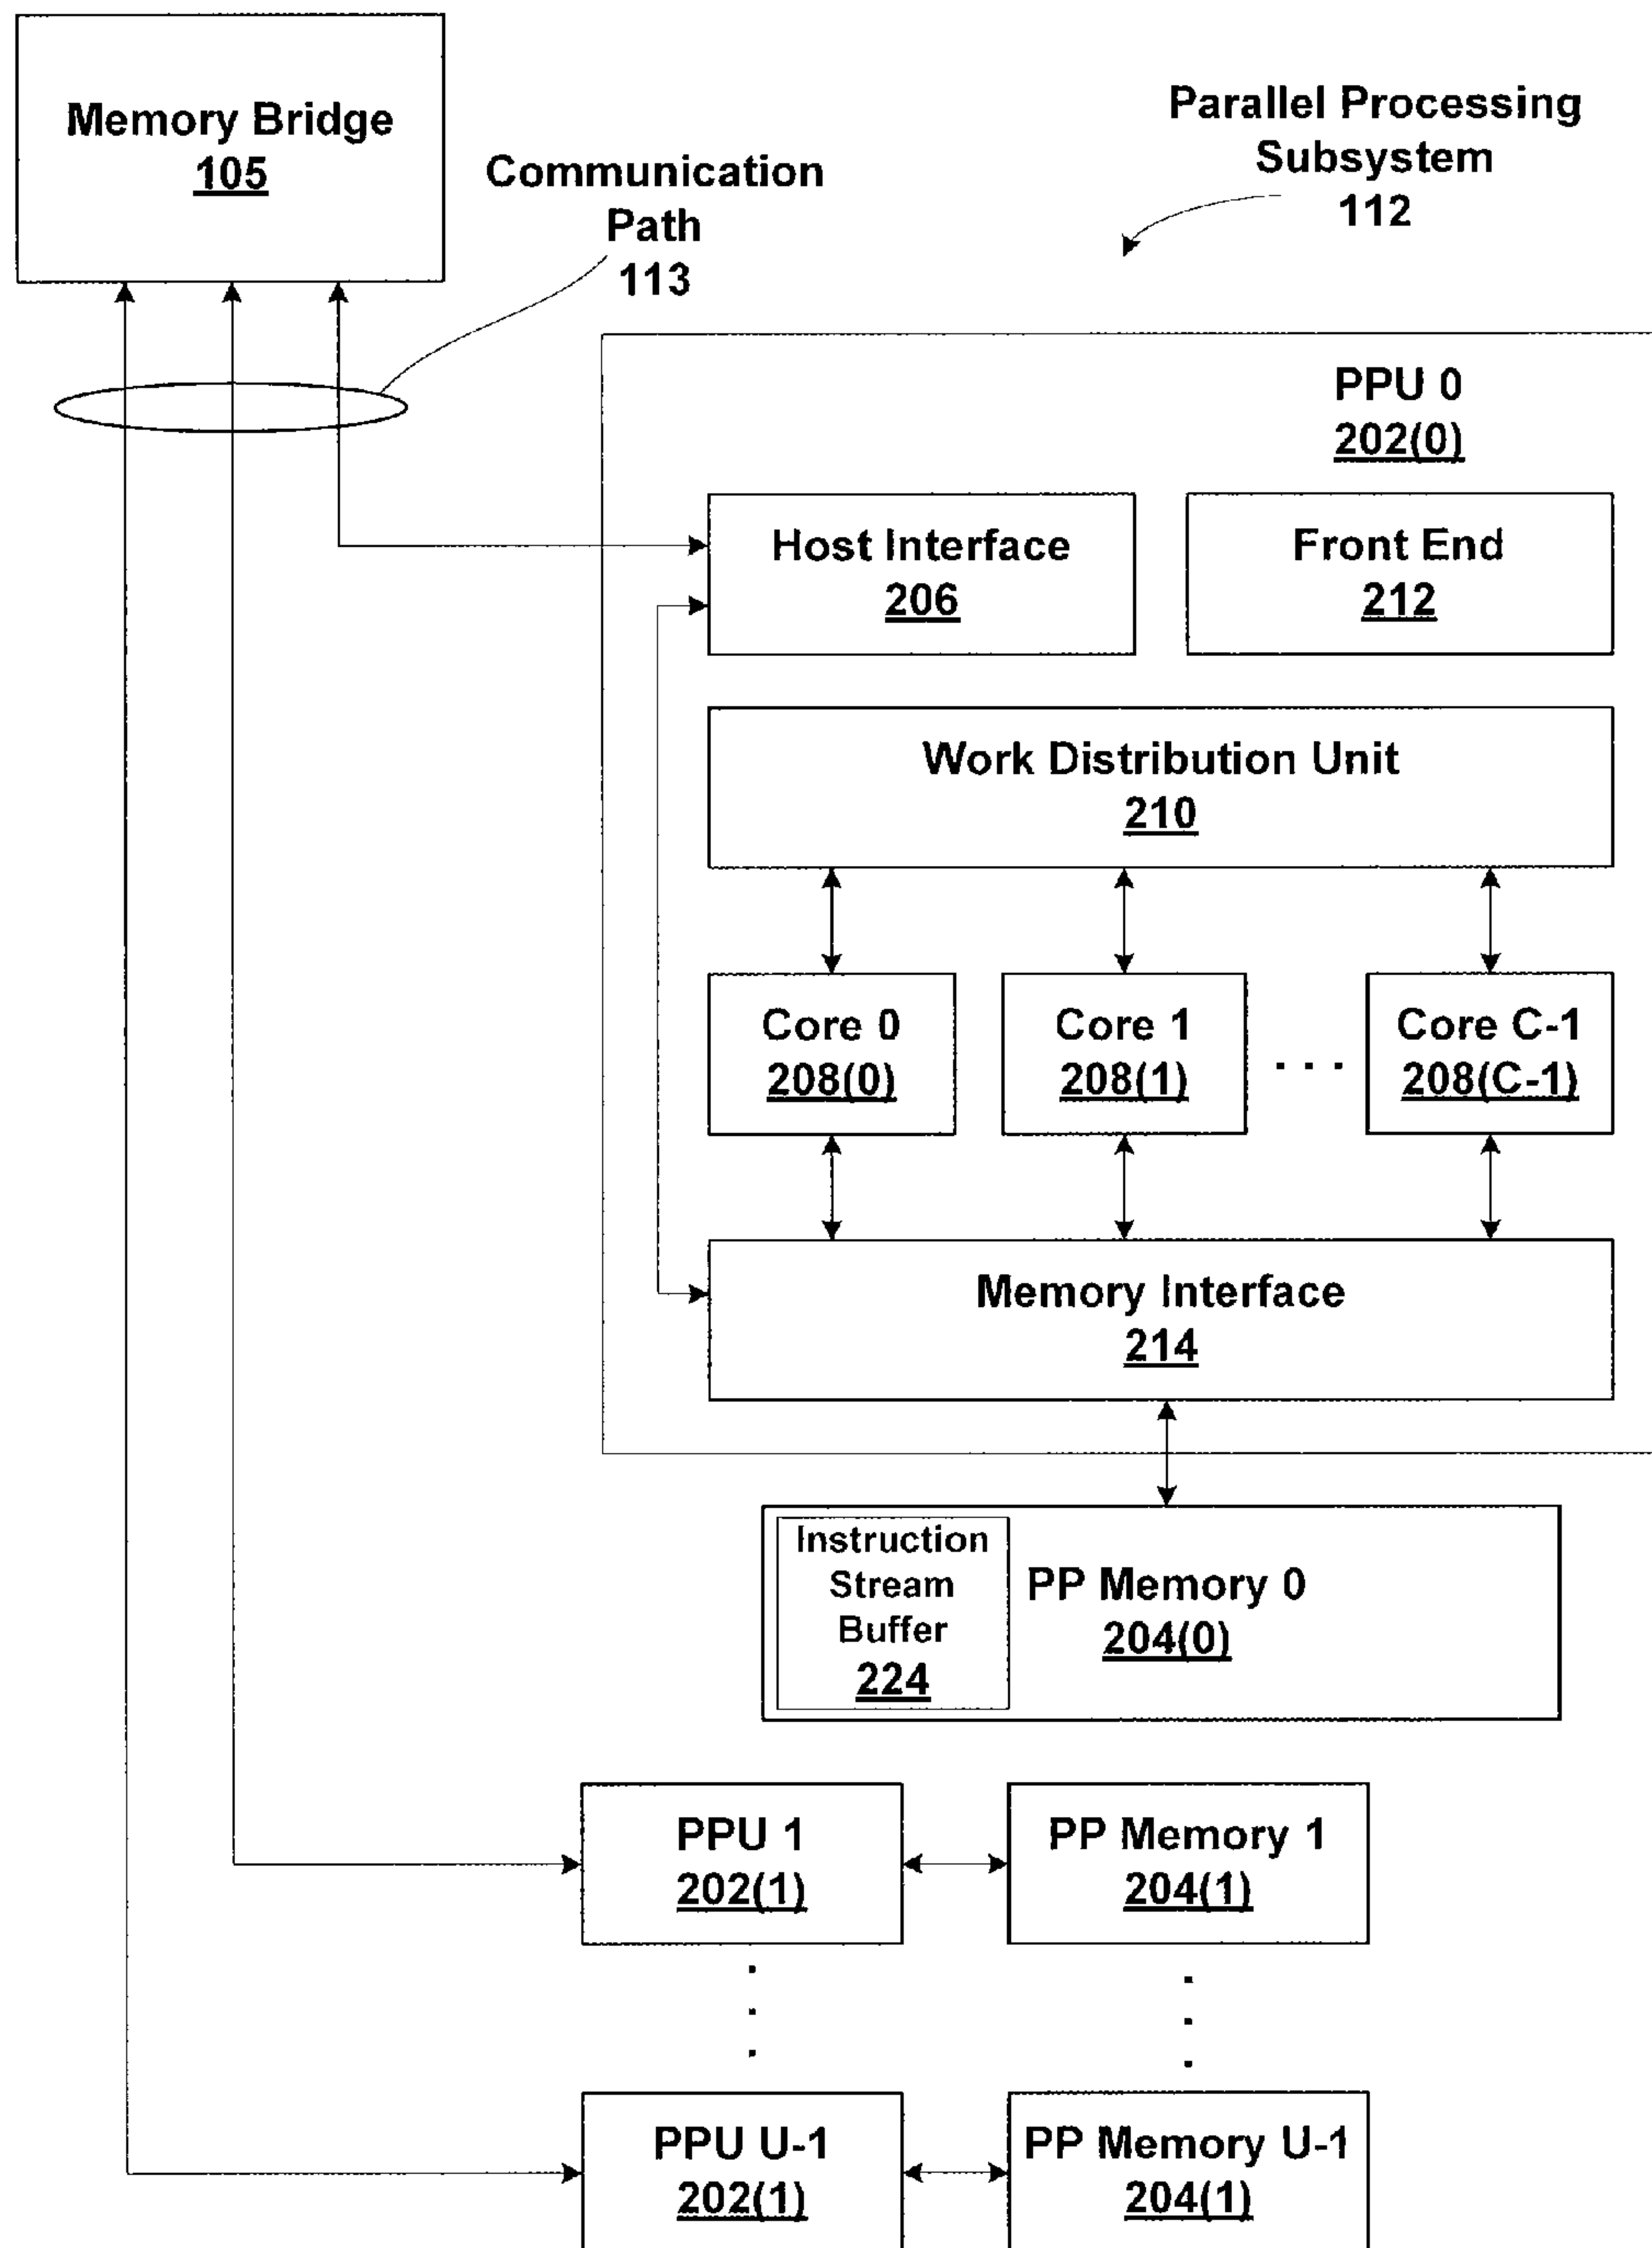 Memory Bridge
105
Communication
Path
113
Parallel Processing
Subsystem
112
PPU 0
202(0)
Host Interface
206
Front End
212
Work Distribution Unit
210
Core 0
208(0)
Core 1
208(1)
. . .
Core C-1
208(C-1)
Memory Interface
214
Instruction
Stream
Buffer
224
PP Memory 0
204(0)
PPU 1
202(1)
PP Memory 1
204(1)
PPU U-1
202(1)
PP Memory U-1
204(1)